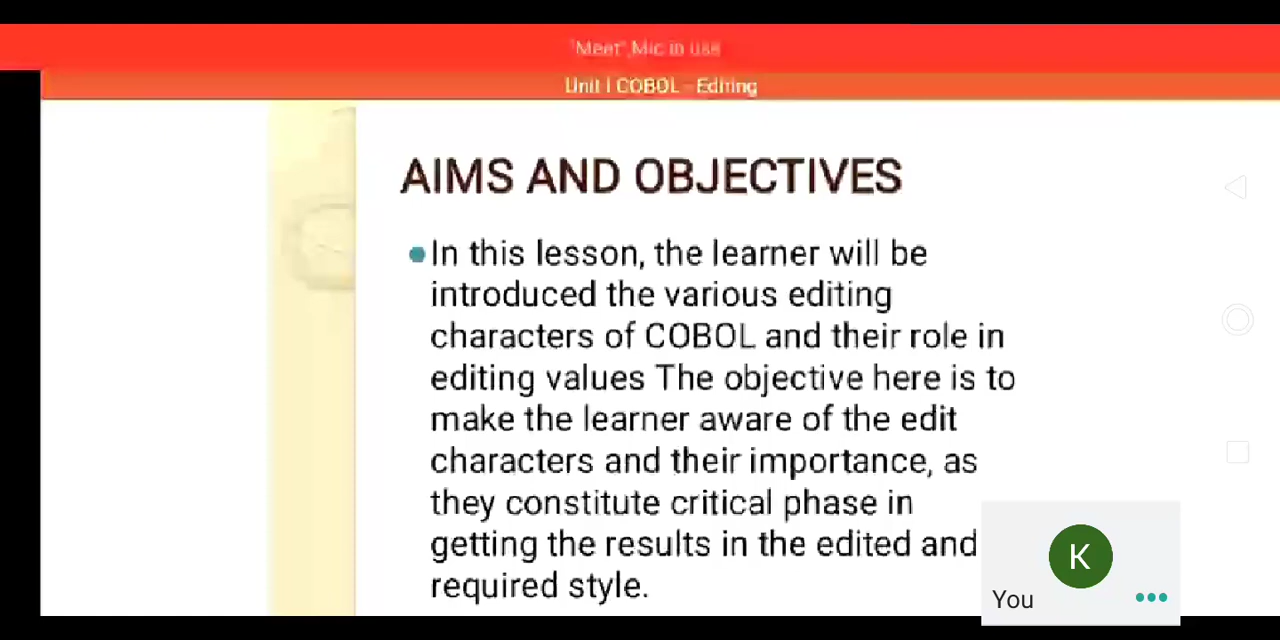 "Meet",Mic in use
Unit I COBOL - Editing
AIMS AND OBJECTIVES
In this lesson, the learner will be
introduced the various editing
characters of COBOL and their role in
editing values The objective here is to
make the learner aware of the edit
characters and their importance, as
they constitute critical phase in
getting the results in the edited and
required style.
K
You